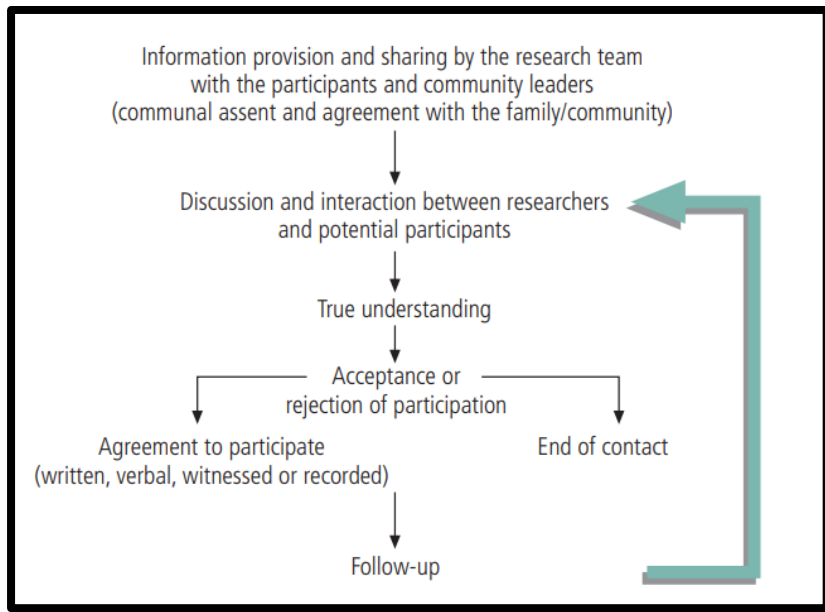 Information provision and sharing by the research team
with the participants and community leaders
(communal assent and agreement with the family/community)
Discussion and interaction between researchers
and potential participants
True understanding
Acceptance or
rejection of participation
Agreement to participate
(written, verbal, witnessed or recorded)
End of contact
Follow-up